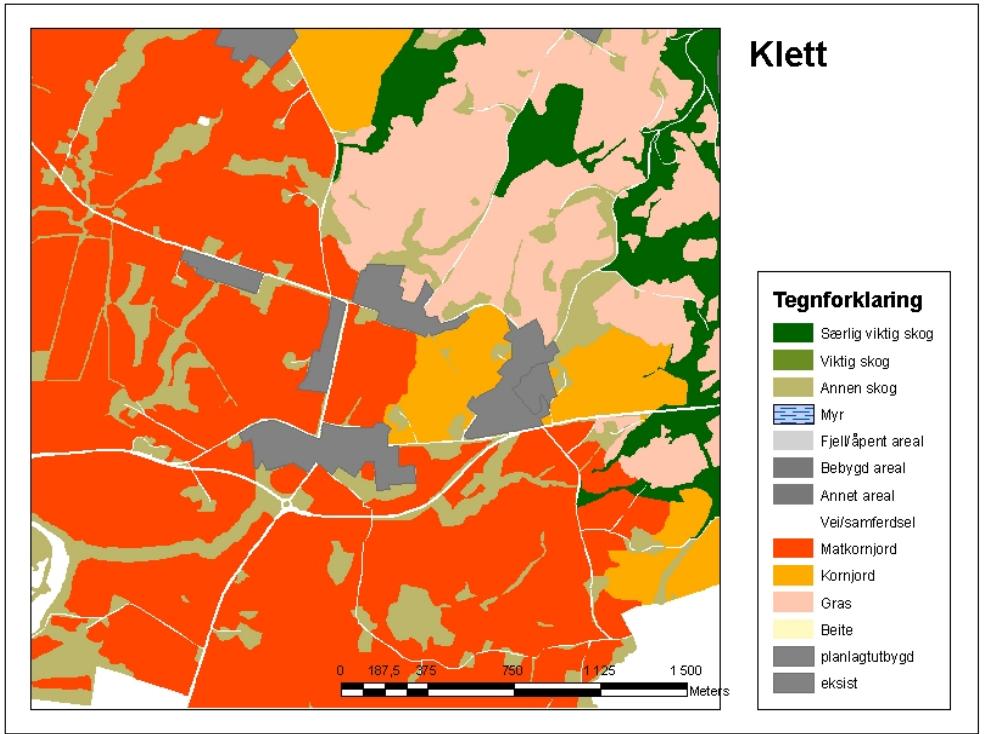 Klett
Tegnforklaring
Særlig viktig skog
Viktig skog
Annen skog
Myr
Fjell/åpent areal
Bebygd areal
Annet areal
Vei/samferdsel
Matkornjord
Kornjord
Gras
Beite
planlagtutbygd
eksist
0 187,5 375 750 1 125 1 500
Meters